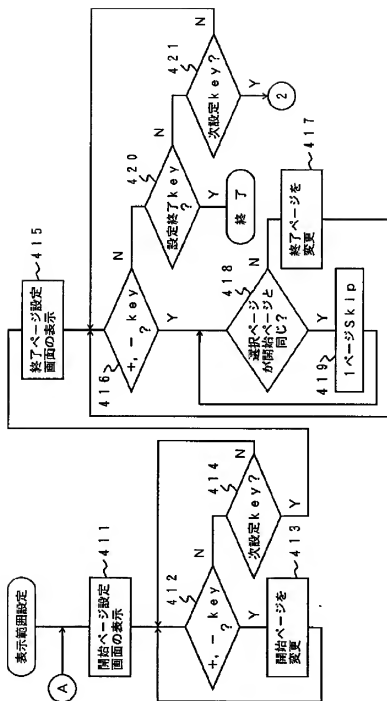 表示範囲設定
A
開始ページ設定
画面の表示
411
+, - key
?
412
N
Y
開始ページを
変更
413
次設定key?
414
N
Y
終了ページ設定
画面の表示
415
+, - key
?
416
N
Y
選択ページ
が開始ページと
同じ?
418
N
Y
1ページSkip
419
終了ページを
変更
417
設定終了key
?
420
N
Y
終了
次設定key?
421
N
Y
2